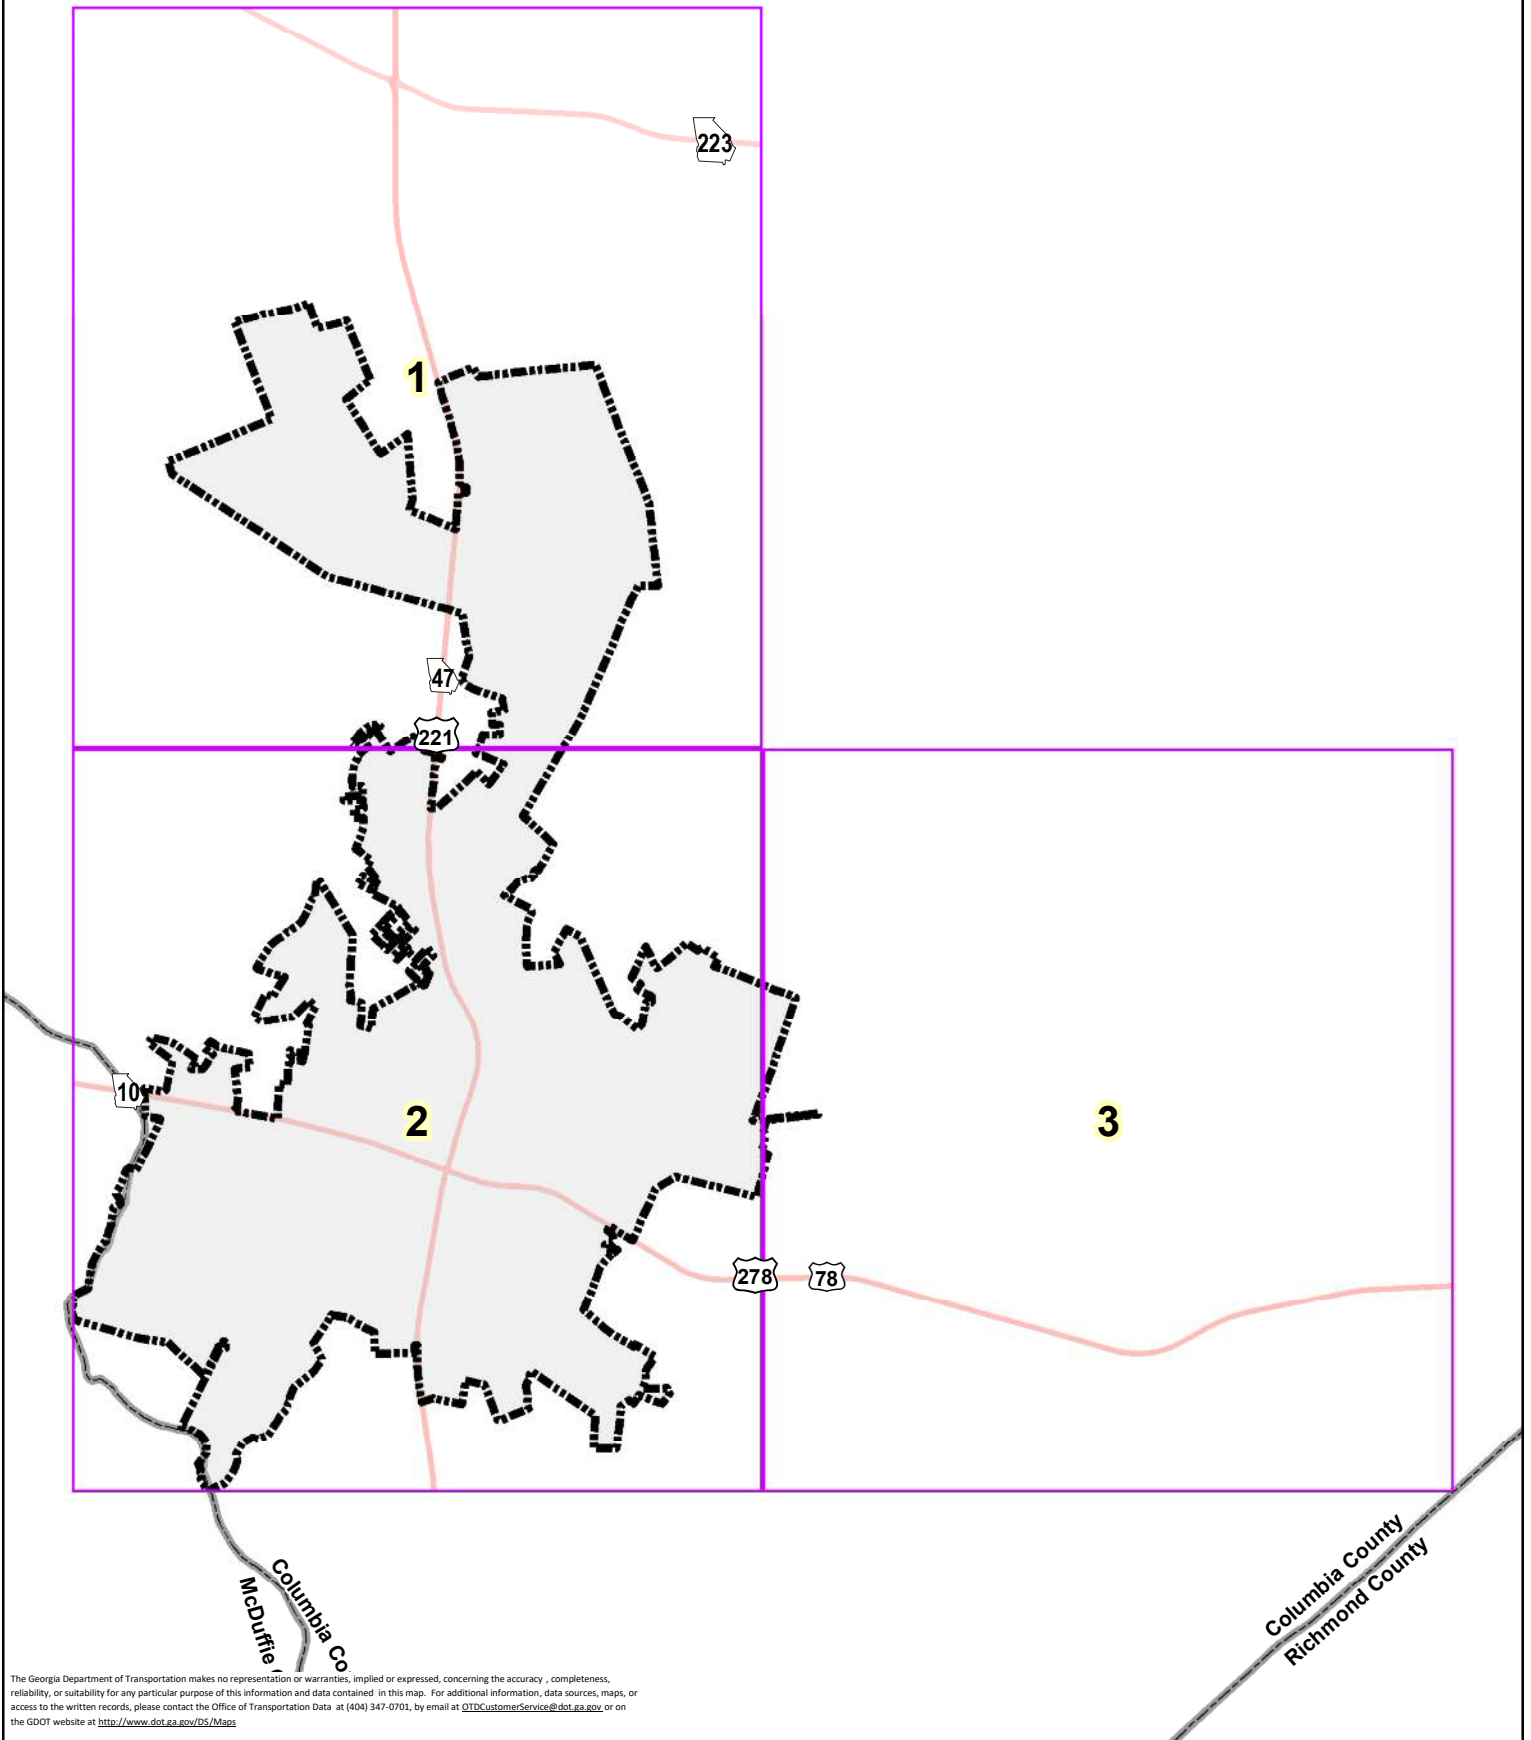 223
1
47
221
10
2
3
278
78
Columbia County
Richmond County
Columbia Co
McDuffie
The Georgia Department of Transportation makes no representation or warranties, implied or expressed, concerning the accuracy , completeness,
reliability, or suitability for any particular purpose of this information and data contained in this map. For additional information, data sources, maps, or
access to the written records, please contact the Office of Transportation Data at (404) 347-0701, by email at OTDCustomerService@dot.ga.gov or on
the GDOT website at http://www.dot.ga.gov/DS/Maps